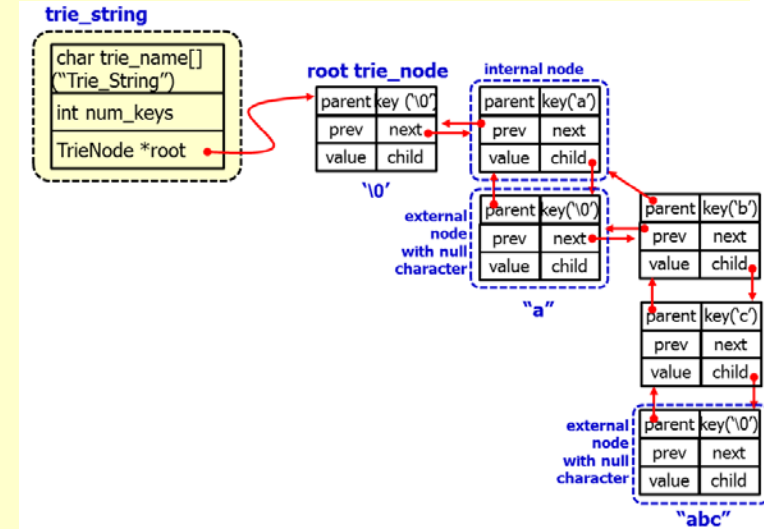 trie_string
char trie_name[]
("Trie_String")
int num_keys
TrieNode *root
root trie_node
parent key ('\0')
prev next
value child
'\0'
internal node
parent key('a')
prev next
value child
external
node
with null
character
parent key('\0')
prev next
value child
"a"
parent key('b')
prev next
value child
parent key('c')
prev next
value child
external
node
with null
character
parent key('\0')
prev next
value child
"abc"